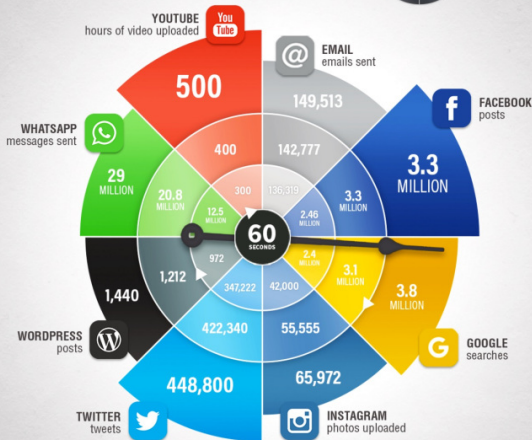 YOUTUBE
hours of video uploaded
You
Tube
500
400
300
@
EMAIL
emails sent
149,513
142,777
136,319
f
FACEBOOK
posts
3.3
MILLION
3.3
MILLION
2.46
MILLION
WHATSAPP
messages sent
29
MILLION
20.8
MILLION
12.5
MILLION
60
SECONDS
WORDPRESS
posts
1,440
1,212
972
2.4
MILLION
3.1
MILLION
3.8
MILLION
G
GOOGLE
searches
TWITTER
tweets
448,800
422,340
347,222
42,000
55,555
65,972
INSTAGRAM
photos uploaded